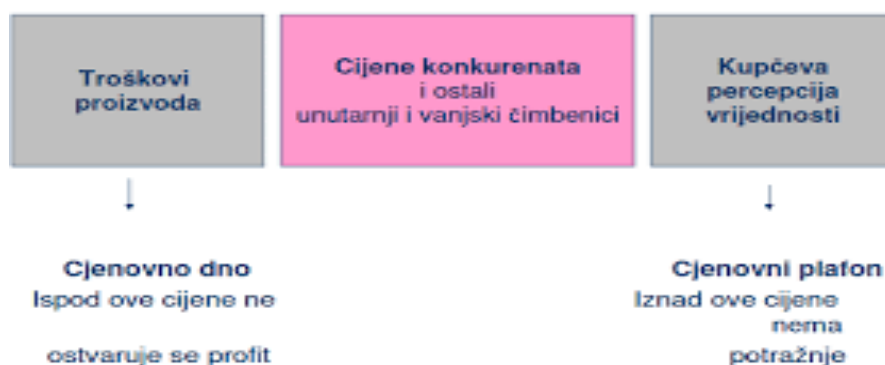 Troškovi
proizvoda
Cijene konkurenata
i ostali
unutarnji i vanjski čimbenici
Kupčeva
percepcija
vrijednosti
Cjenovno dno
Ispod ove cijene ne
ostvaruje se profit
Cjenovni plafon
Iznad ove cijene
nema
potražnje